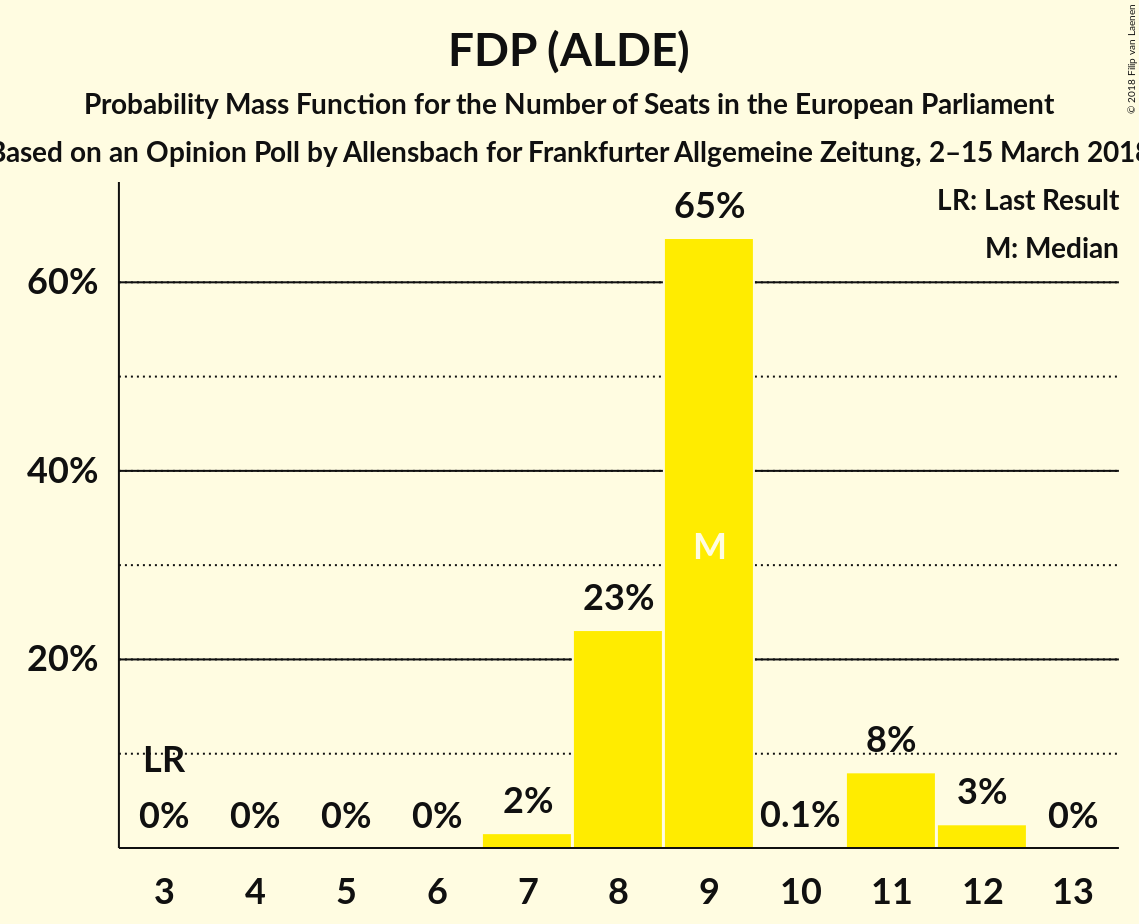 FDP (ALDE)
Probability Mass Function for the Number of Seats in the European Parliament
Based on an Opinion Poll by Allensbach for Frankfurter Allgemeine Zeitung, 2–15 March 2018
© 2018 Filip van Laenen
LR: Last Result
M: Median
60%
40%
20%
LR
0%
0%
0%
0%
2%
23%
65%
M
0.1%
8%
3%
0%
3 4 5 6 7 8 9 10 11 12 13